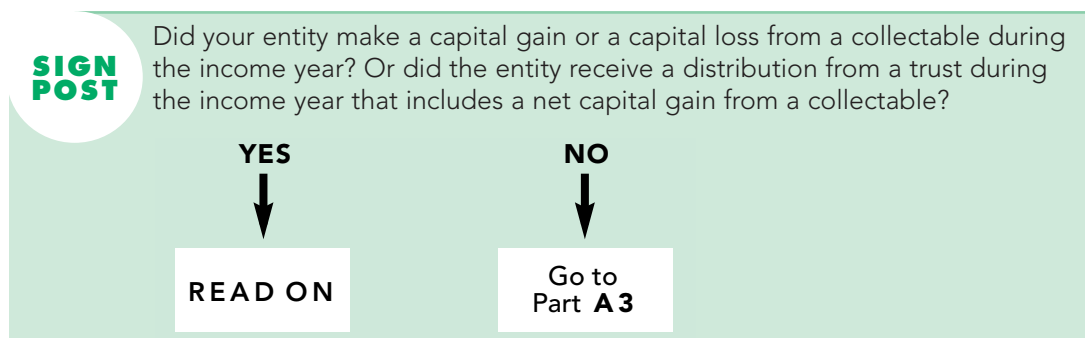 SIGN
POST
Did your entity make a capital gain or a capital loss from a collectable during
the income year? Or did the entity receive a distribution from a trust during
the income year that includes a net capital gain from a collectable?
YES
NO
READ ON
Go to
Part A3